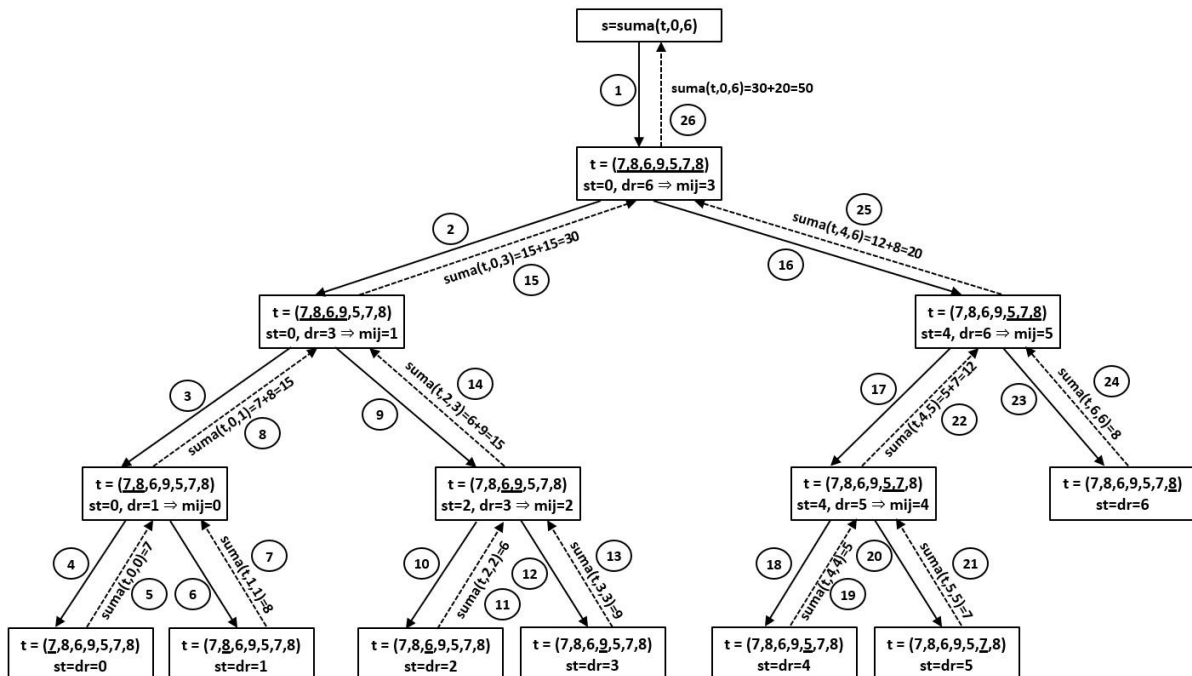 s=suma(t,0,6)
1
suma(t,0,6)=30+20=50
26
t = (7,8,6,9,5,7,8)
st=0, dr=6 ⇒ mij=3
2
suma(t,0,3)=15+15=30
15
25
suma(t,4,6)=12+8=20
16
t = (7,8,6,9,5,7,8)
st=0, dr=3 ⇒ mij=1
t = (7,8,6,9,5,7,8)
st=4, dr=6 ⇒ mij=5
3
suma(t,0,1)=7+8=15
8
9
suma(t,2,3)=6+9=15
14
17
suma(t,4,5)=5+7=12
22
23
suma(t,6,6)=8
24
t = (7,8,6,9,5,7,8)
st=0, dr=1 ⇒ mij=0
t = (7,8,6,9,5,7,8)
st=2, dr=3 ⇒ mij=2
t = (7,8,6,9,5,7,8)
st=4, dr=5 ⇒ mij=4
t = (7,8,6,9,5,7,8)
st=dr=6
4
suma(t,0,0)=7
5
6
suma(t,1,1)=8
7
10
suma(t,2,2)=6
11
12
suma(t,3,3)=9
13
18
suma(t,4,4)=5
19
20
suma(t,5,5)=7
21
t = (7,8,6,9,5,7,8)
st=dr=0
t = (7,8,6,9,5,7,8)
st=dr=1
t = (7,8,6,9,5,7,8)
st=dr=2
t = (7,8,6,9,5,7,8)
st=dr=3
t = (7,8,6,9,5,7,8)
st=dr=4
t = (7,8,6,9,5,7,8)
st=dr=5